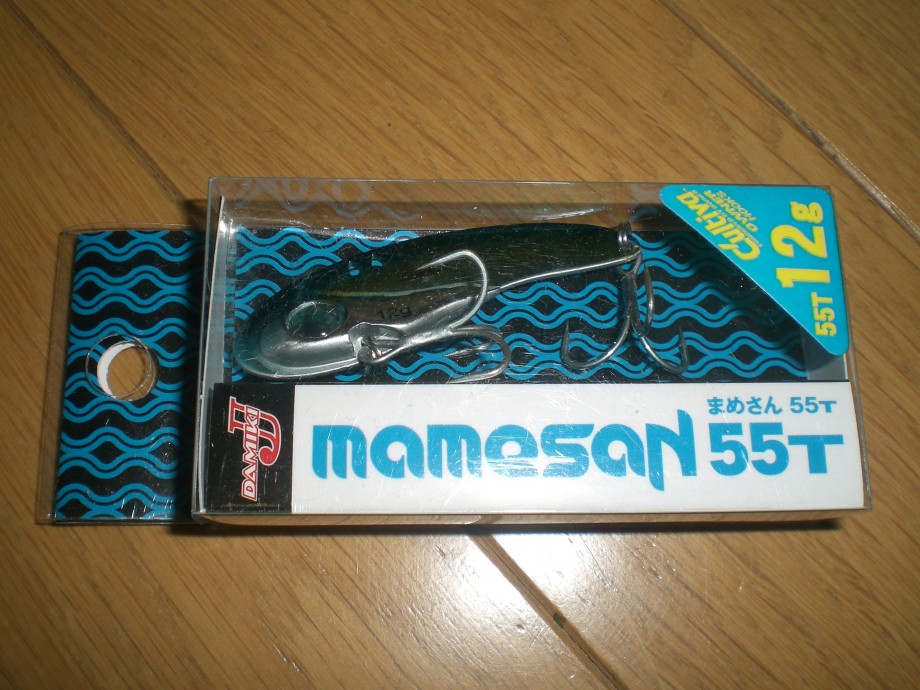 Cultiva
OWNER
HOOKS
55T 12g
12g
DAMIKI
まめさん 55T
mamesan 55T